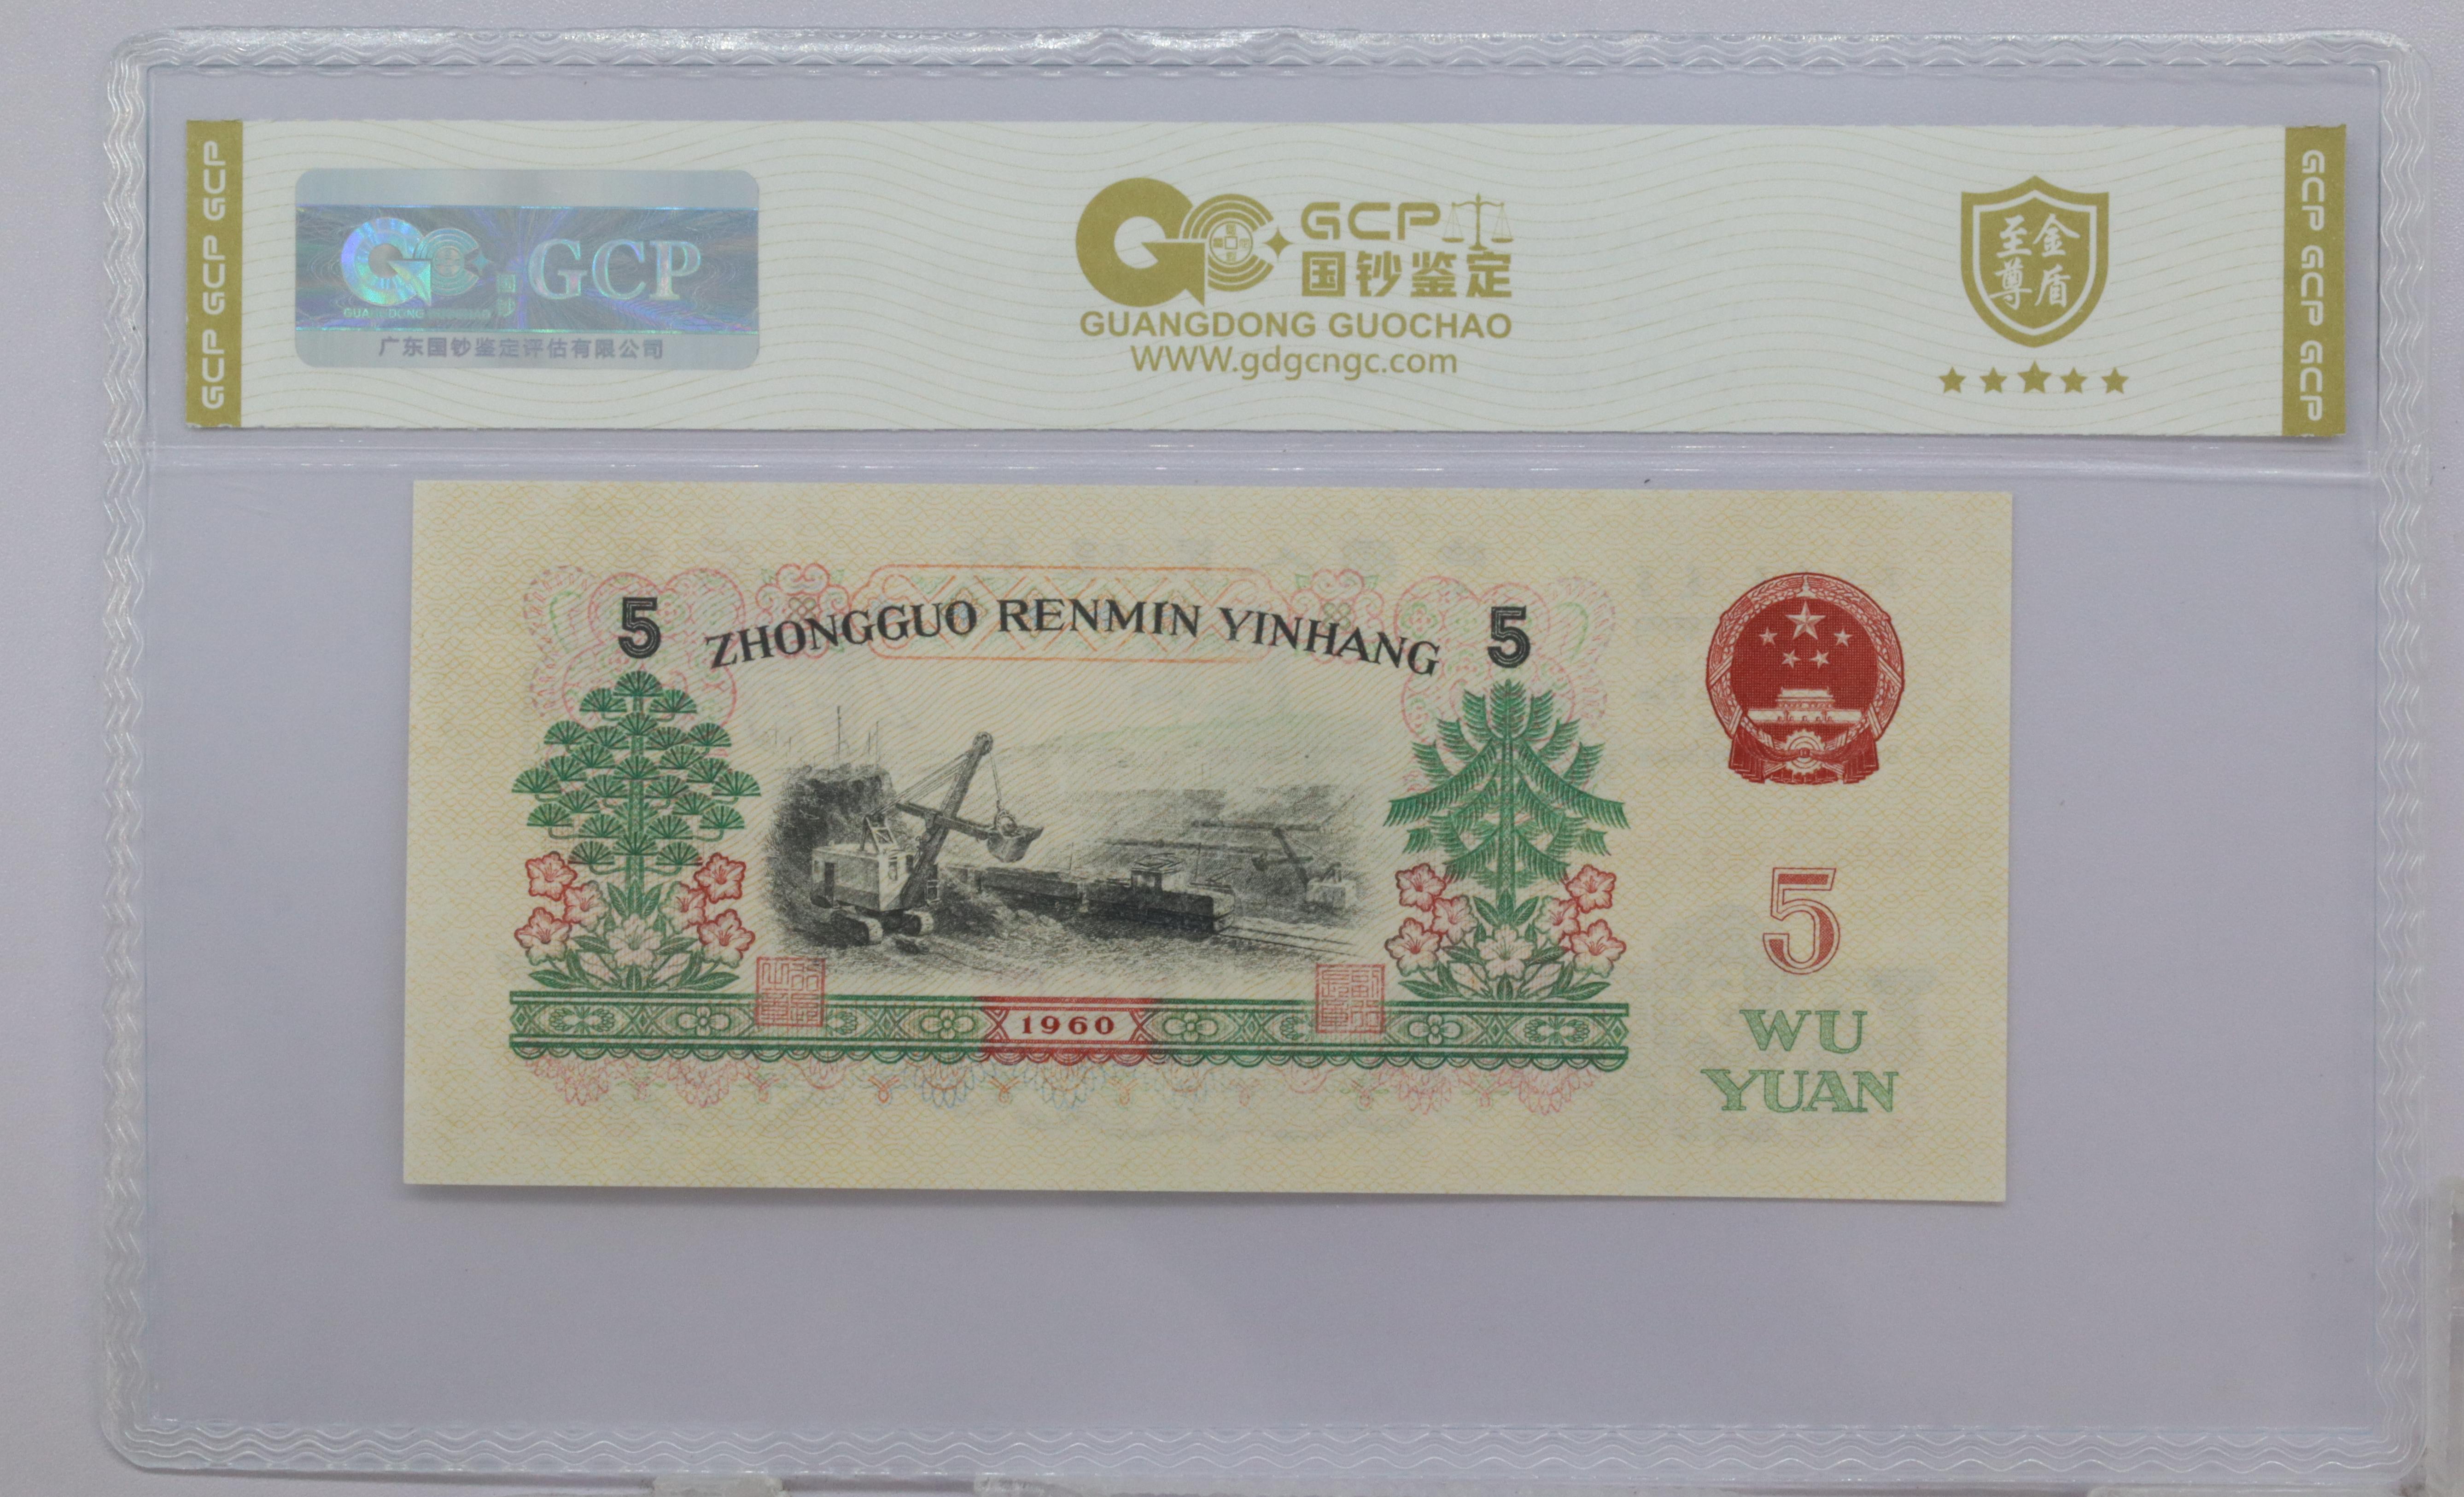 GCP GCP GCP
GUANGDONG GUOCHAO
国钞
GCP
广东国钞鉴定评估有限公司
GCP
国钞鉴定
GUANGDONG GUOCHAO
WWW.gdgcngc.com
金盾
至尊
GCP GCP GCP
5
ZHONGGUO RENMIN YINHANG
5
1960
5
WU
YUAN